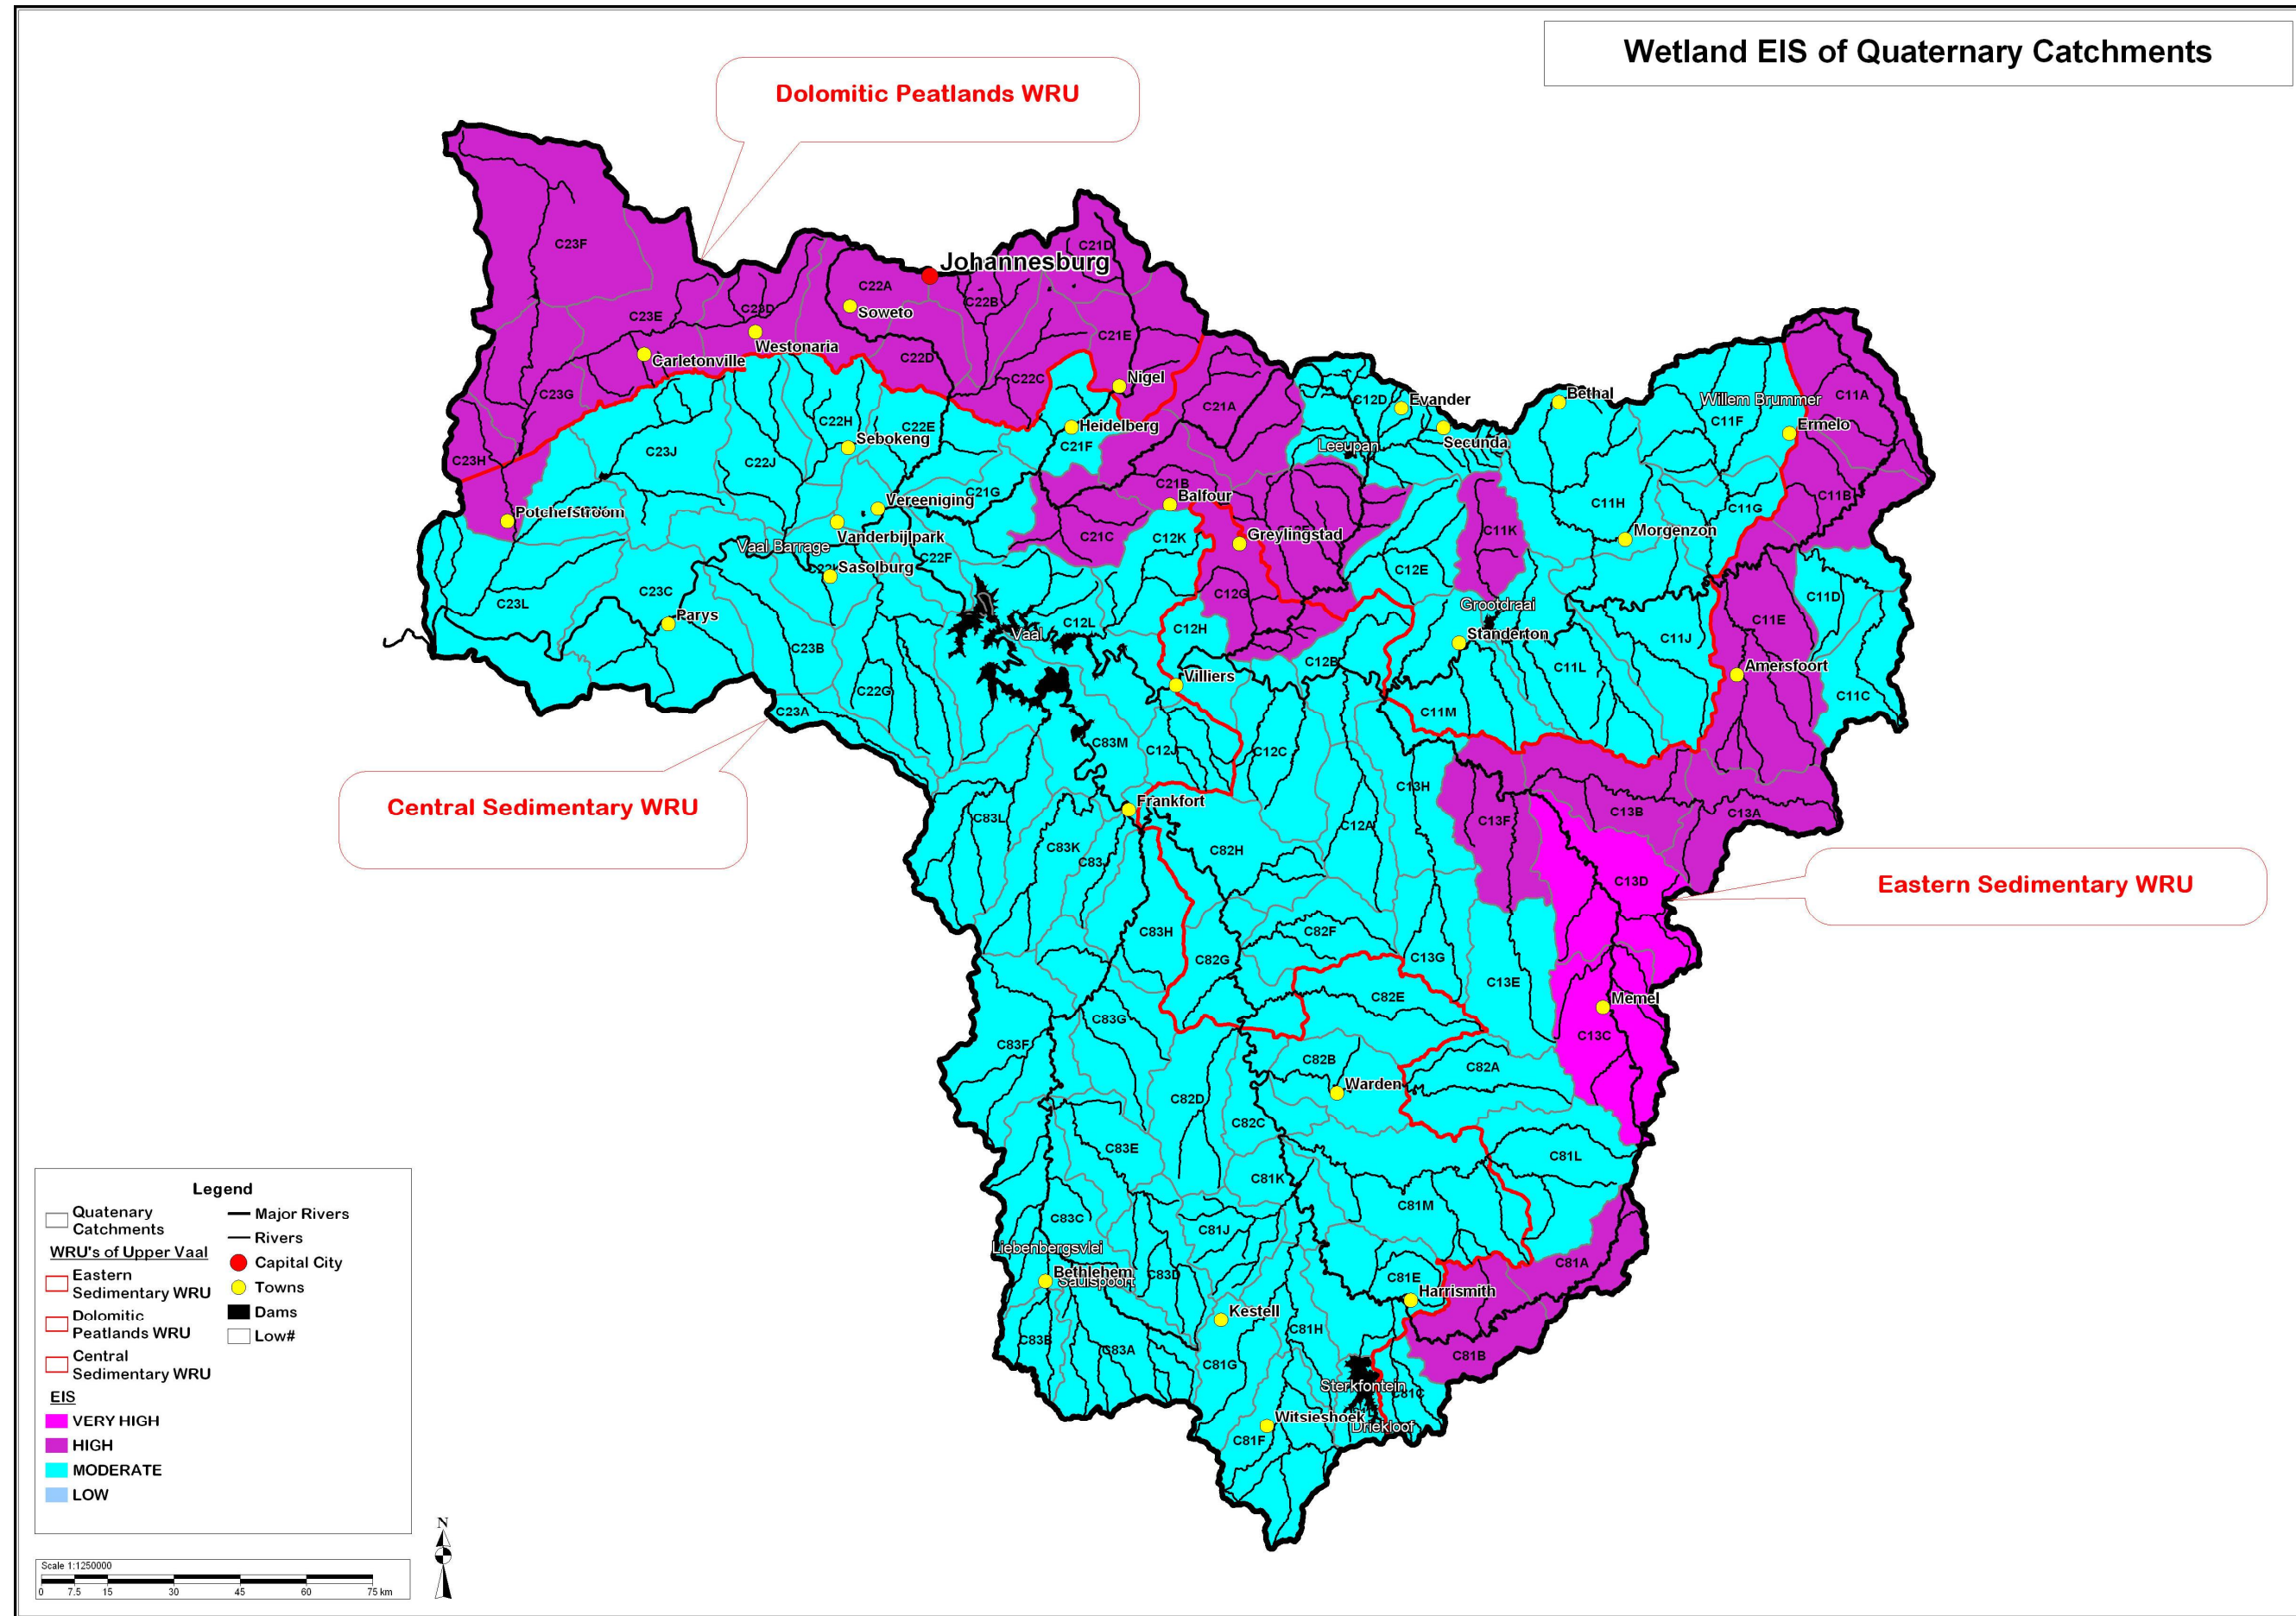 Wetland EIS of Quaternary Catchments
Dolomitic Peatlands WRU
C23F
C21D
Johannesburg
C22A
C22B
Soweto
C23E
C23D
Westonaria
C21E
C22D
Carletonville
C22C
Nigel
C23G
C21A
C12D
Evander
Bethal
Willem Brummer
C11A
C11F
Ermelo
C22H
C22E
Heidelberg
Sebokeng
C21F
Leeupan
Secunda
C23J
C22J
C23H
C21B
Balfour
C21G
Vereeniging
C11H
C11B
C11G
Potchefstroom
Vanderbijlpark
Vaal Barrage
C21C
C12K
Greylingstad
C11K
Morgenzon
C22F
Sasolburg
C12E
C23C
C12G
C11D
C23L
Parys
Grootdraai
C12L
Vaal
C12H
Standerton
C11E
C11J
C23B
C12B
C11L
Amersfoort
Villiers
C22G
C11C
C23A
C11M
C83M
C12J
C12C
C13H
Central Sedimentary WRU
Frankfort
C83L
C12A
C13F
C13B
C13A
C83K
C83
C82H
C13D
Eastern Sedimentary WRU
C83H
C82F
C82G
C13G
C13E
C82E
Memel
C83G
C83F
C13C
C82B
C82A
Warden
C82D
C82C
C83E
C81L
C81K
C81M
C83C
C81J
Liebenbergsvlei
C81A
Bethlehem
Saulspoort
C83D
C81E
Harrismith
Kestell
C83B
C83A
C81H
C81G
C81B
Sterkfontein
C81C
Witsieshoek
Driekloof
C81F
Legend
Quatenary
Catchments
WRU's of Upper Vaal
Eastern
Sedimentary WRU
Dolomitic
Peatlands WRU
Central
Sedimentary WRU
EIS
VERY HIGH
HIGH
MODERATE
LOW
Major Rivers
Rivers
Capital City
Towns
Dams
Low#
N
Scale 1:1250000
0 7.5 15 30 45 60 75 km